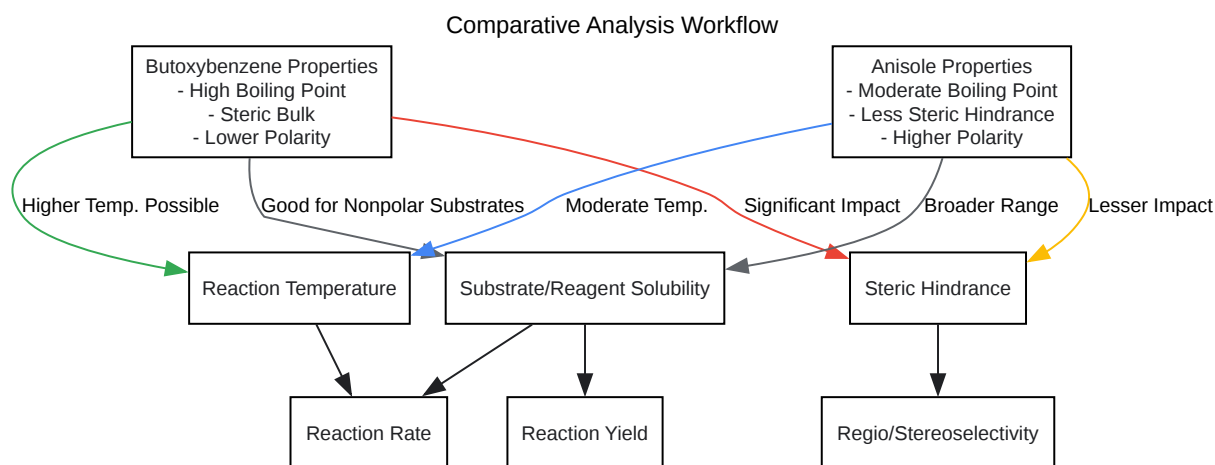 Comparative Analysis Workflow
Butoxybenzene Properties
- High Boiling Point
- Steric Bulk
- Lower Polarity
Anisole Properties
- Moderate Boiling Point
- Less Steric Hindrance
- Higher Polarity
Higher Temp. Possible
Good for Nonpolar Substrates
Moderate Temp.
Significant Impact
Broader Range
Lesser Impact
Reaction Temperature
Substrate/Reagent Solubility
Steric Hindrance
Reaction Rate
Reaction Yield
Regio/Stereoselectivity